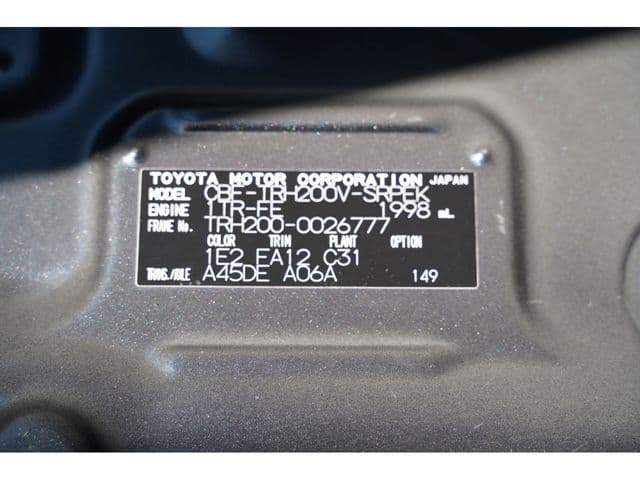 TOYOTA MOTOR CORPORATION JAPAN
MODEL CBF-TRH200V-SRPEK
ENGINE 1TR-FE 1998 mL
FRAME No. TRH200-0026777
COLOR TRIM PLANT OPTION
1E2 FA12 C31
TRANS./AXLE A45DE A06A 149